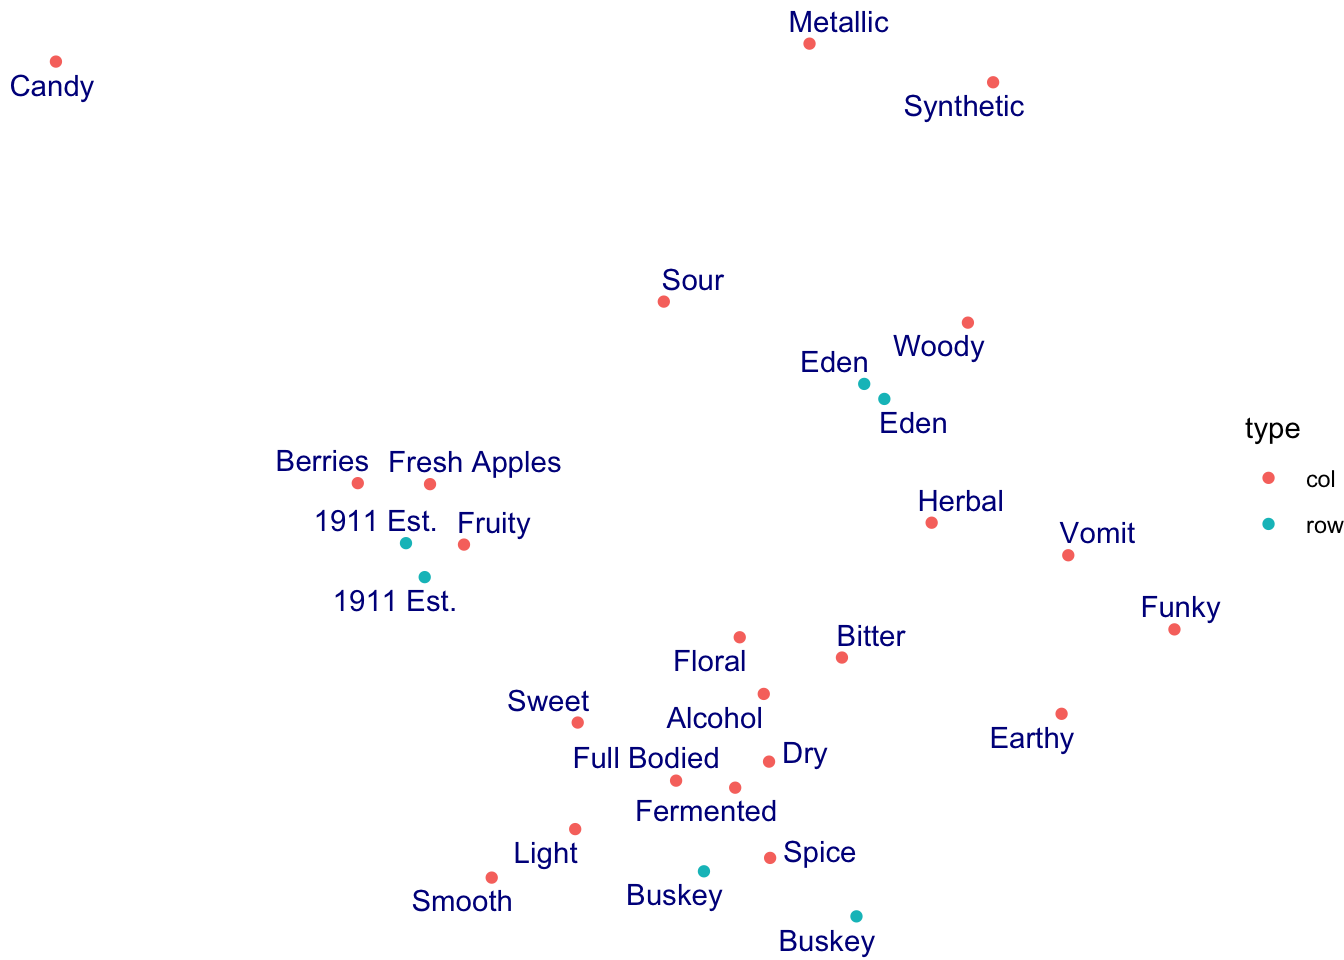 Metallic
Candy
Synthetic
Sour
Woody
Eden
Eden
type
Berries
Fresh Apples
col
Herbal
1911 Est.
Fruity
row
Vomit
1911 Est.
Funky
Bitter
Floral
Sweet
Alcohol
Earthy
Dry
Full Bodied
Fermented
Light
Spice
Smooth
Buskey
Buskey